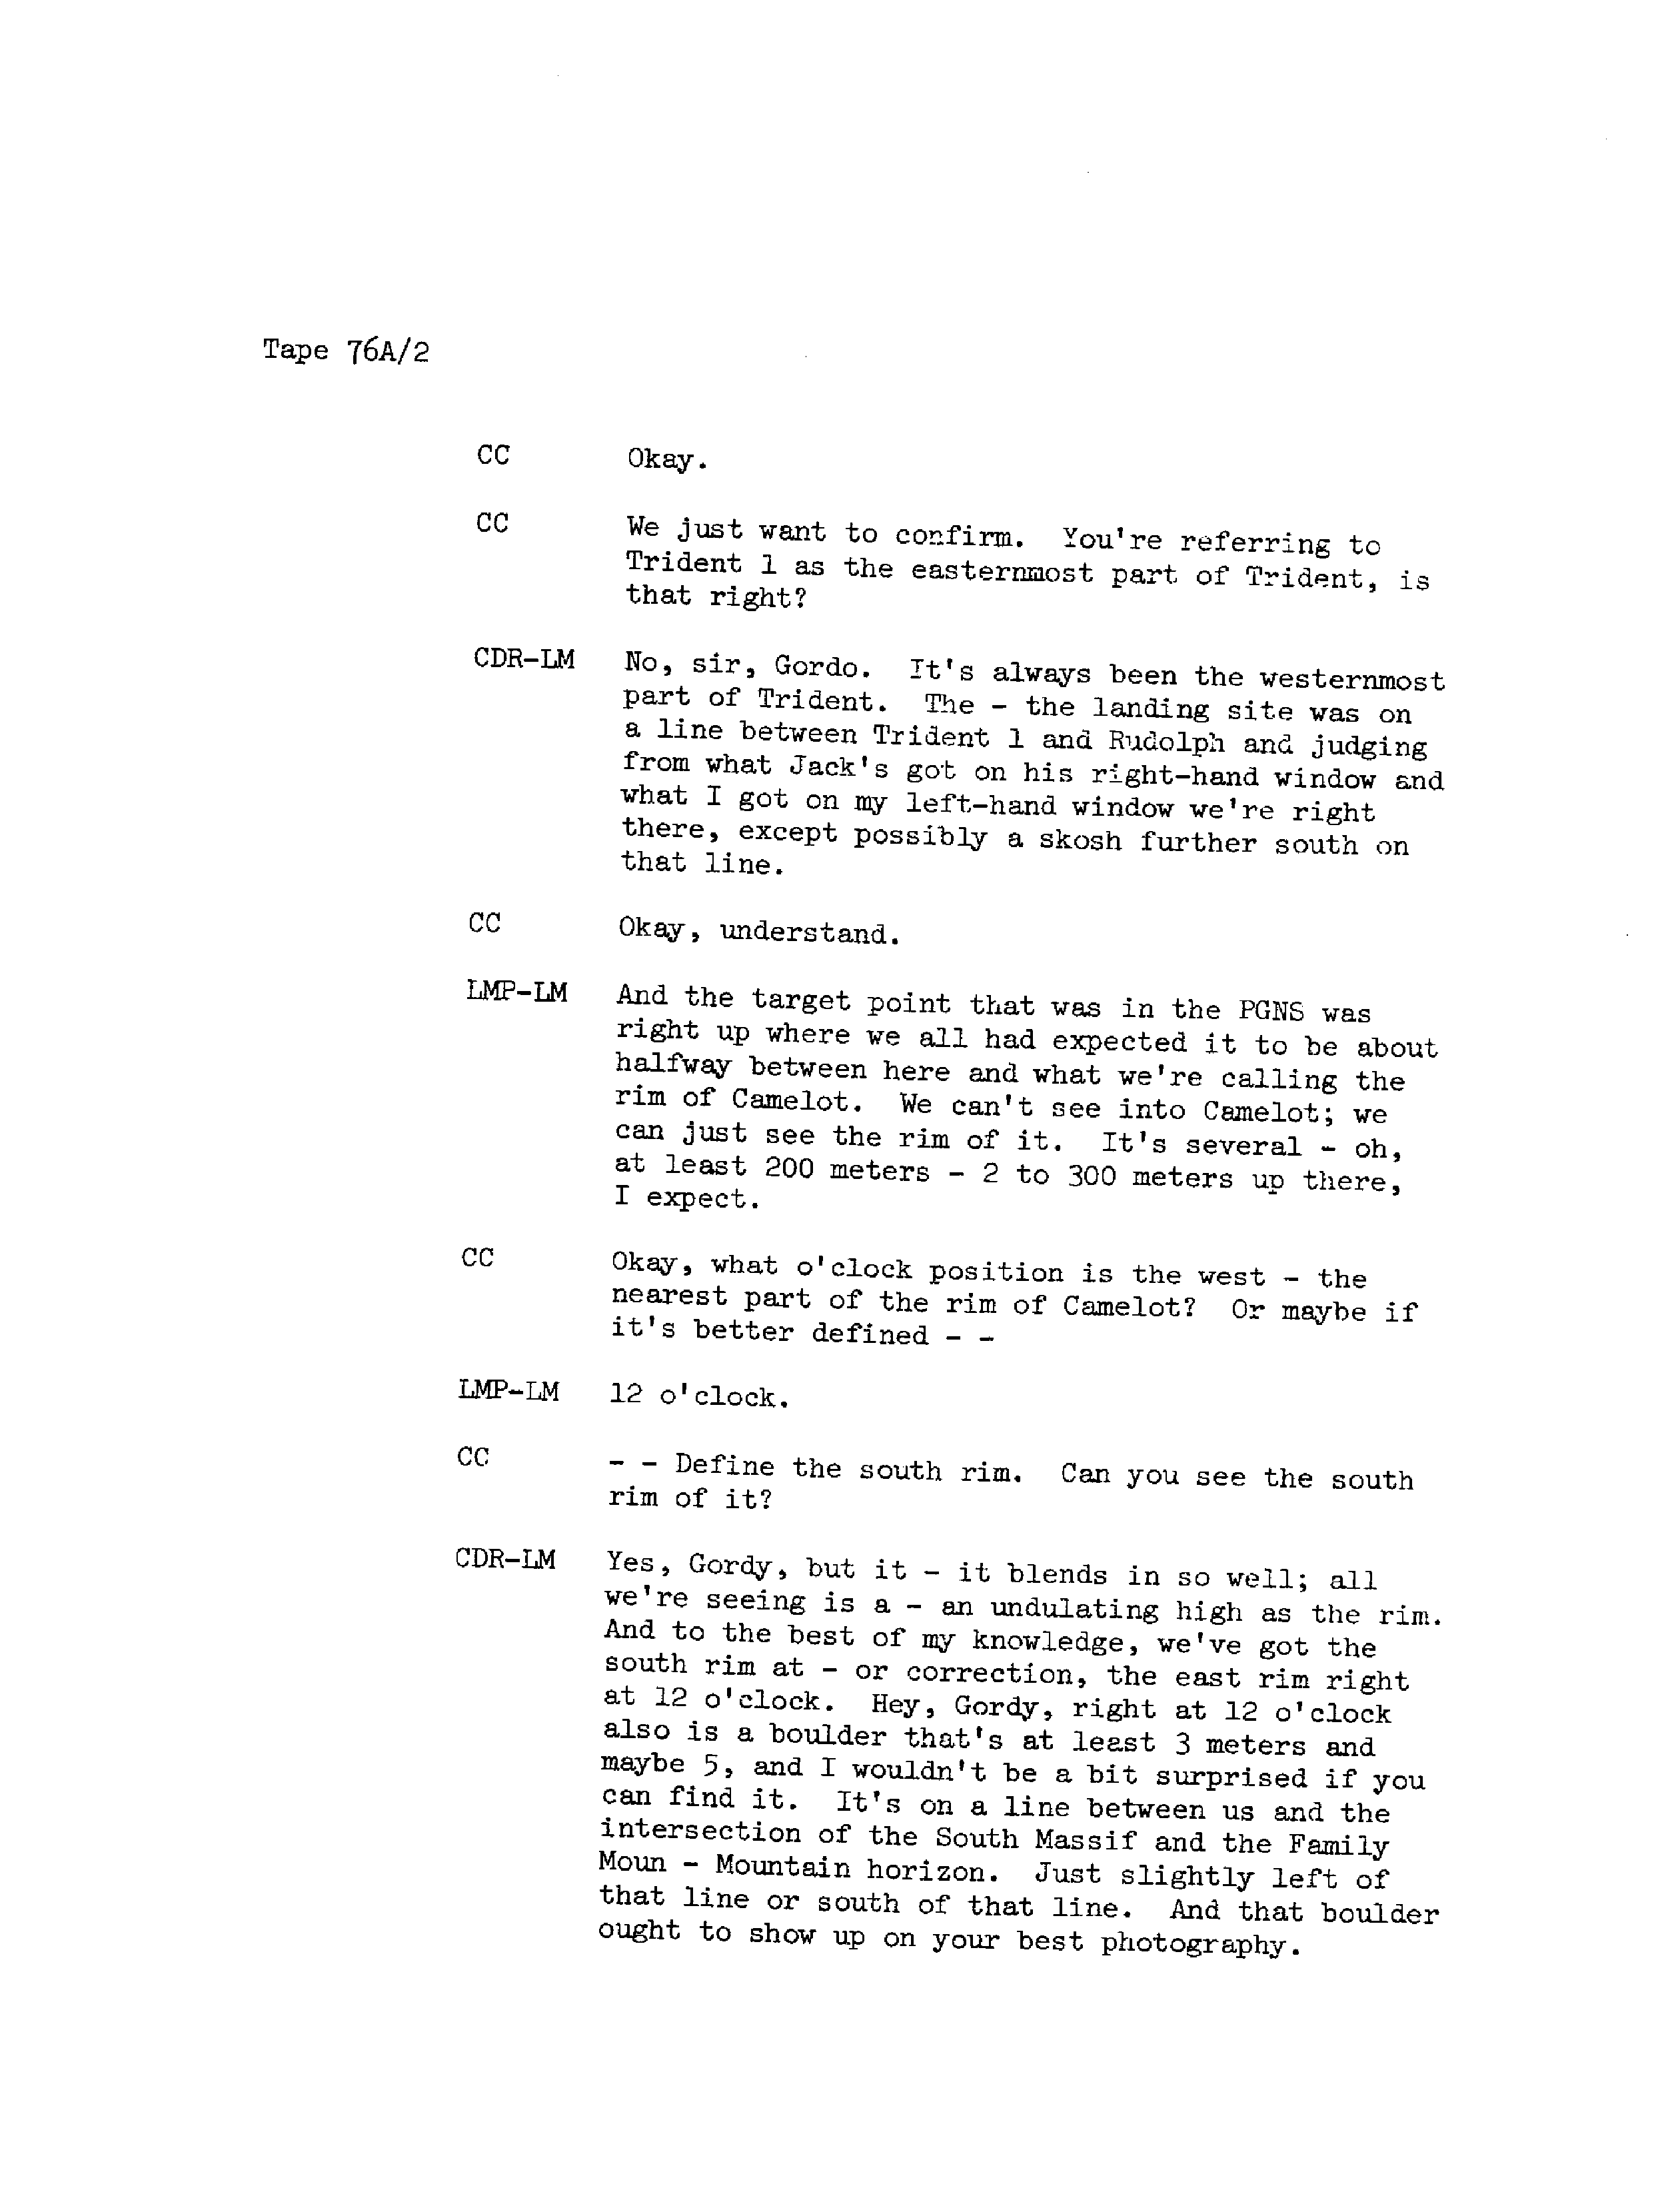 Tape 76A/2
CC Okay.
CC We just want to confirm. You're referring to
Trident 1 as the easternmost part of Trident, is
that right?
CDR-LM No, sir, Gordo. It's always been the westernmost
part of Trident. The - the landing site was on
a line between Trident 1 and Rudolph and judging
from what Jack's got on his right-hand window and
what I got on my left-hand window we're right
there, except possibly a skosh further south on
that line.
CC Okay, understand.
LMP-LM And the target point that was in the PGNS was
right up where we all had expected it to be about
halfway between here and what we're calling the
rim of Camelot. We can't see into Camelot; we
can just see the rim of it. It's several - oh,
at least 200 meters - 2 to 300 meters up there,
I expect.
CC Okay, what o'clock position is the west - the
nearest part of the rim of Camelot? Or maybe if
it's better defined - -
LMP-LM 12 o'clock.
CC - - Define the south rim. Can you see the south
rim of it?
CDR-LM Yes, Gordy, but it - it blends in so well; all
we're seeing is a - an undulating high as the rim.
And to the best of my knowledge, we've got the
south rim at - or correction, the east rim right
at 12 o'clock. Hey, Gordy, right at 12 o'clock
also is a boulder that's at least 3 meters and
maybe 5, and I wouldn't be a bit surprised if you
can find it. It's on a line between us and the
intersection of the South Massif and the Family
Moun - Mountain horizon. Just slightly left of
that line or south of that line. And that boulder
ought to show up on your best photography.